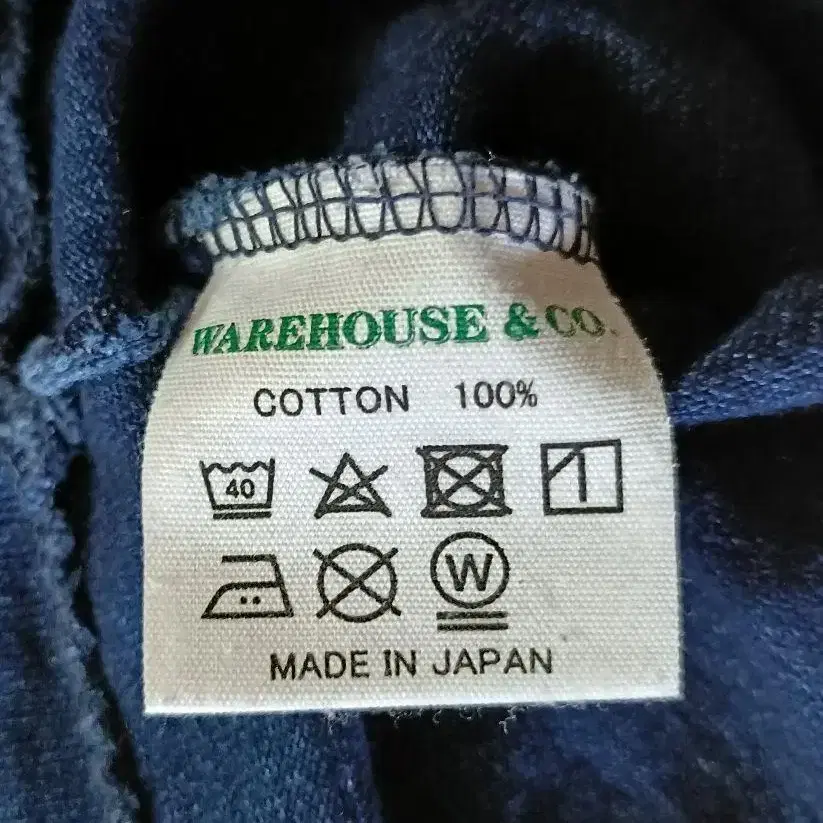 WAREHOUSE & CO.
COTTON 100%
40
W
MADE IN JAPAN